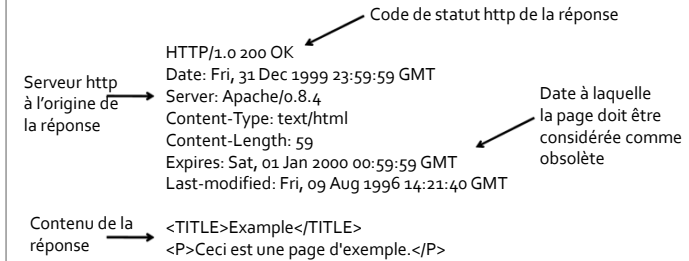 Code de statut http de la réponse
HTTP/1.0 200 OK
Date: Fri, 31 Dec 1999 23:59:59 GMT
Serveur http
à l'origine de
la réponse
Server: Apache/0.8.4
Content-Type: text/html
Content-Length: 59
Expires: Sat, 01 Jan 2000 00:59:59 GMT
Last-modified: Fri, 09 Aug 1996 14:21:40 GMT
Date à laquelle
la page doit être
considérée comme
obsolète
Contenu de la
réponse
<TITLE>Example</TITLE>
<P>Ceci est une page d'exemple.</P>